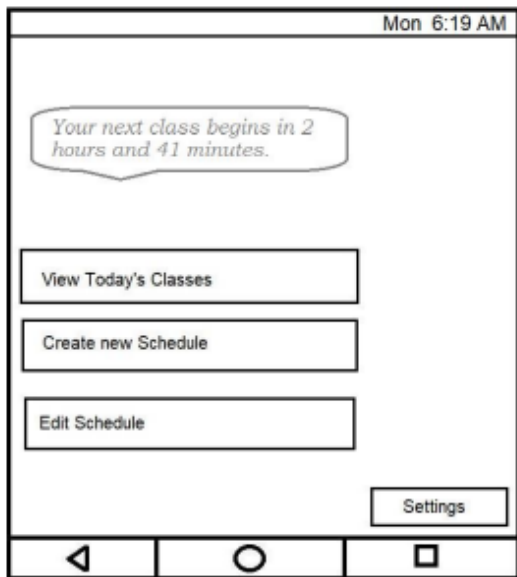 Mon 6:19 AM
Your next class begins in 2
hours and 41 minutes.
View Today's Classes
Create new Schedule
Edit Schedule
Settings